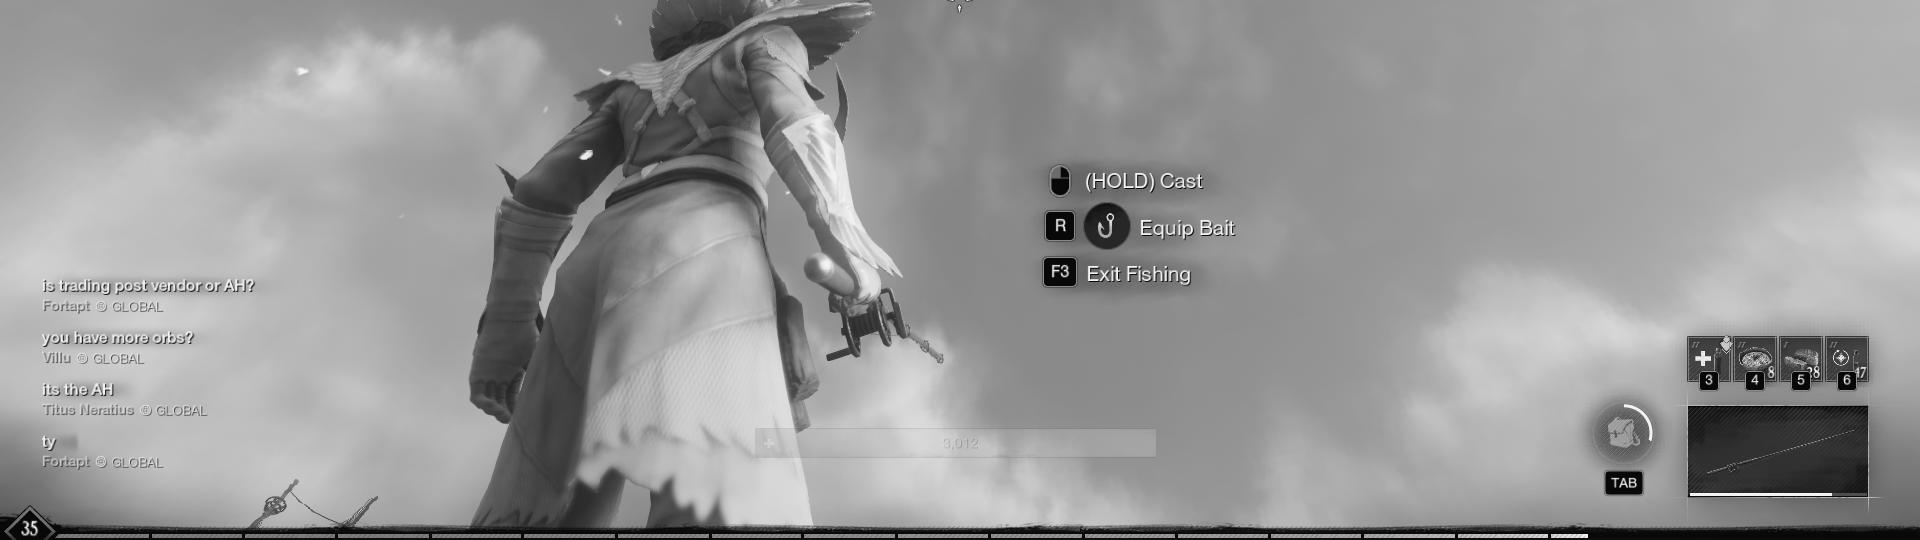 (HOLD) Cast
R Equip Bait
F3 Exit Fishing
is trading post vendor or AH?
Fortapt © GLOBAL
you have more orbs?
Villu © GLOBAL
its the AH
Titus Neratius © GLOBAL
ty
Fortapt © GLOBAL
3,012
8 28 17
3 4 5 6
TAB
35